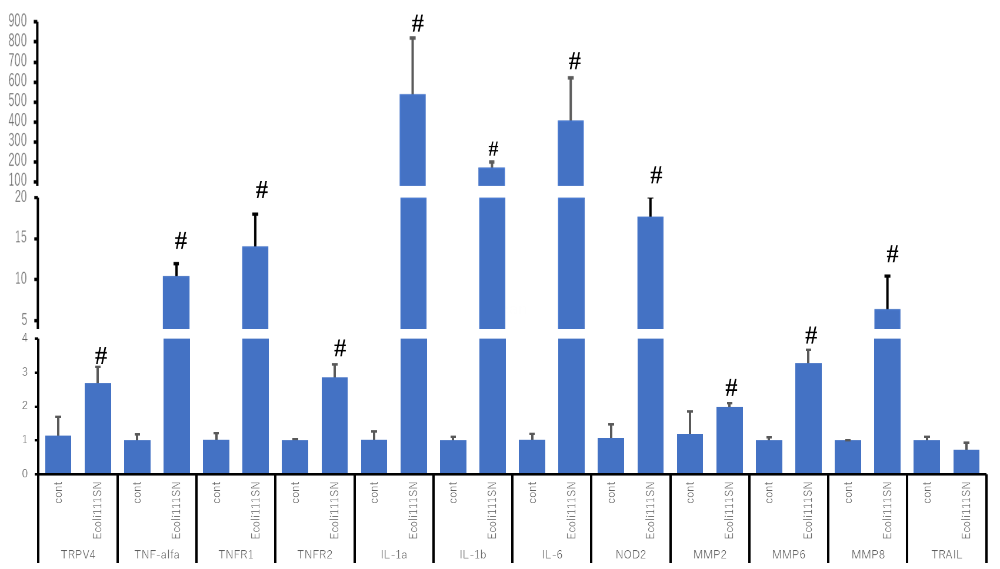 900
800
700
600
500
400
300
200
100
20
15
10
5
4
3
2
1
0
#
#
#
#
#
#
#
#
#
#
#
cont
Ecoli111SN
cont
Ecoli111SN
cont
Ecoli111SN
cont
Ecoli111SN
cont
Ecoli111SN
cont
Ecoli111SN
cont
Ecoli111SN
cont
Ecoli111SN
cont
Ecoli111SN
cont
Ecoli111SN
cont
Ecoli111SN
cont
Ecoli111SN
TRPV4
TNF-alfa
TNFR1
TNFR2
IL-1a
IL-1b
IL-6
NOD2
MMP2
MMP6
MMP8
TRAIL